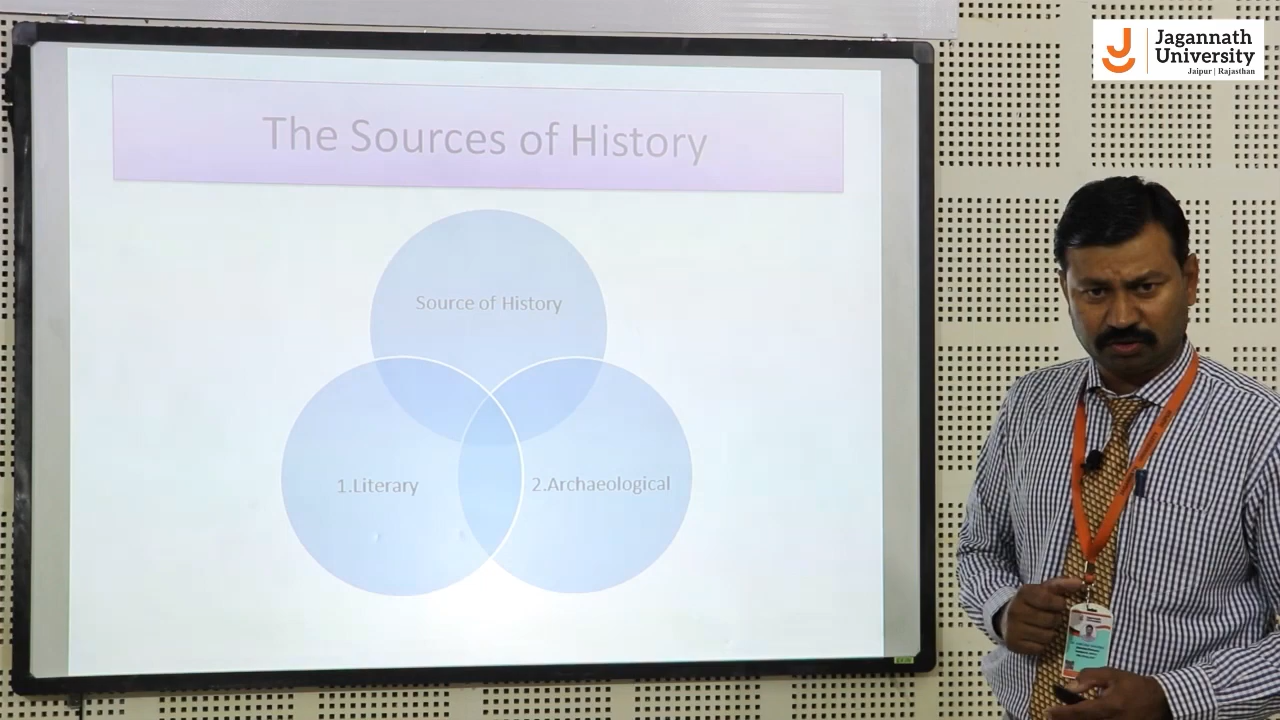 The Sources of History
Source of History
1.Literary
2.Archaeological
Jagannath
University
Jaipur | Rajasthan